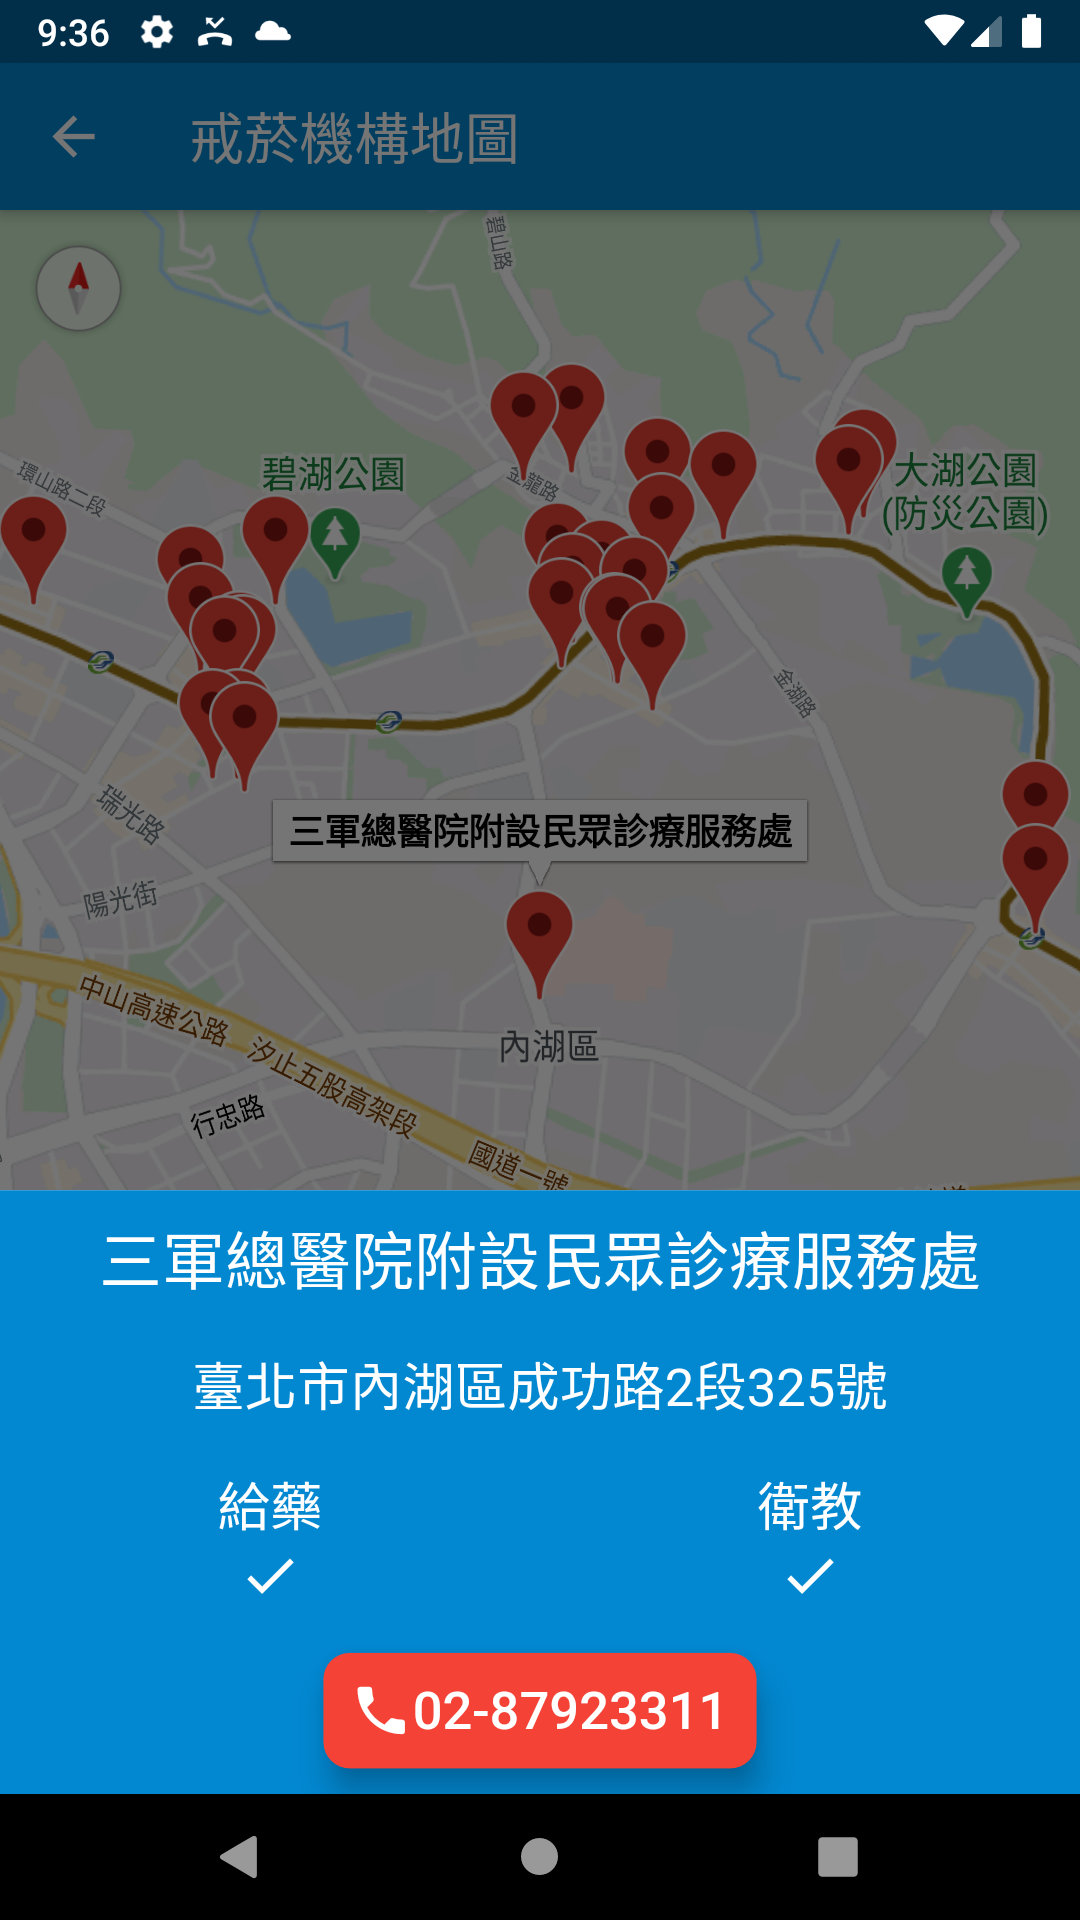 9:36
戒菸機構地圖
碧山路
環山路二段
碧湖公園
金龍路
大湖公園
(防災公園)
金湖路
瑞光路
三軍總醫院附設民眾診療服務處
陽光街
中山高速公路
汐止五股高架段
內湖區
行忠路
國道一號
三軍總醫院附設民眾診療服務處
臺北市內湖區成功路2段325號
給藥
衛教
02-87923311